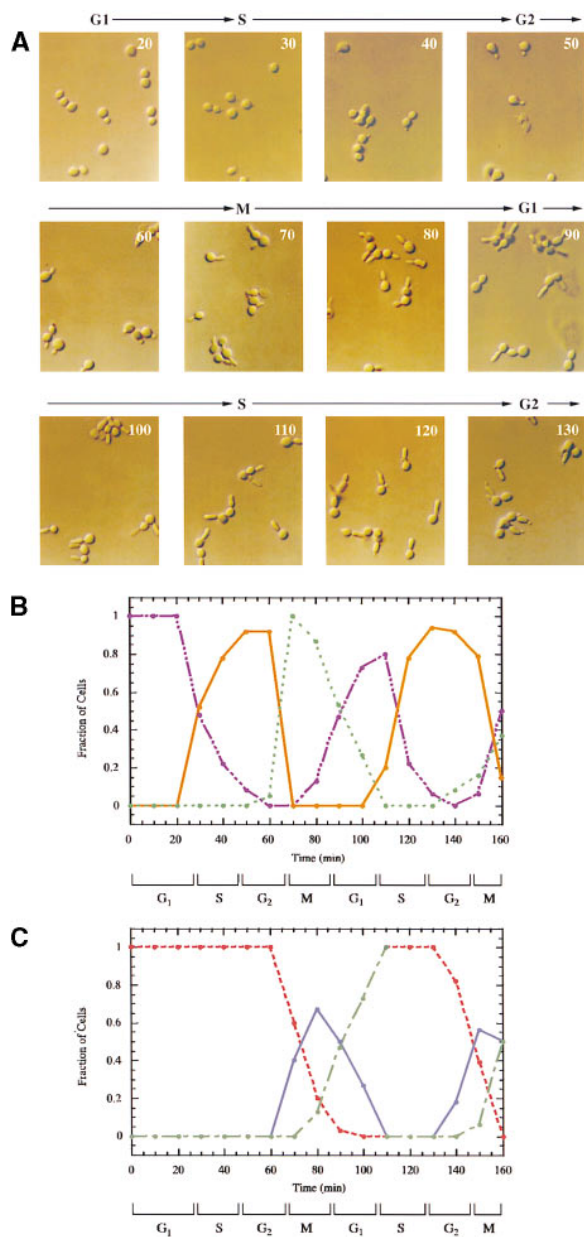 G1 S G2
A
20 30 40 50
M G1
60 70 80 90
S G2
100 110 120 130
B
1
0.8
0.6
0.4
0.2
0
Fraction of Cells
0 20 40 60 80 100 120 140 160
Time (min)
G1 S G2 M G1 S G2 M
C
1
0.8
0.6
0.4
0.2
0
Fraction of Cells
0 20 40 60 80 100 120 140 160
Time (min)
G1 S G2 M G1 S G2 M